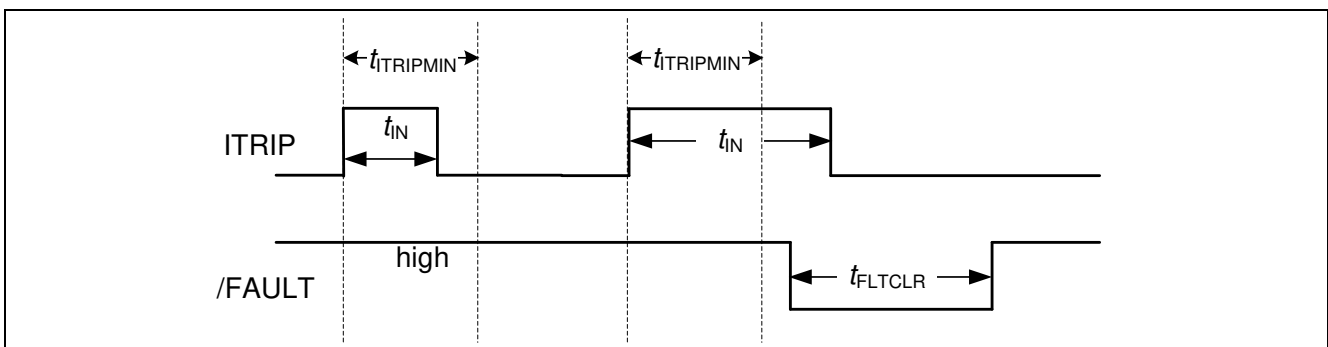 tITRIPMIN tITRIPMIN
ITRIP tIN tIN
high
/FAULT tFLTCLR